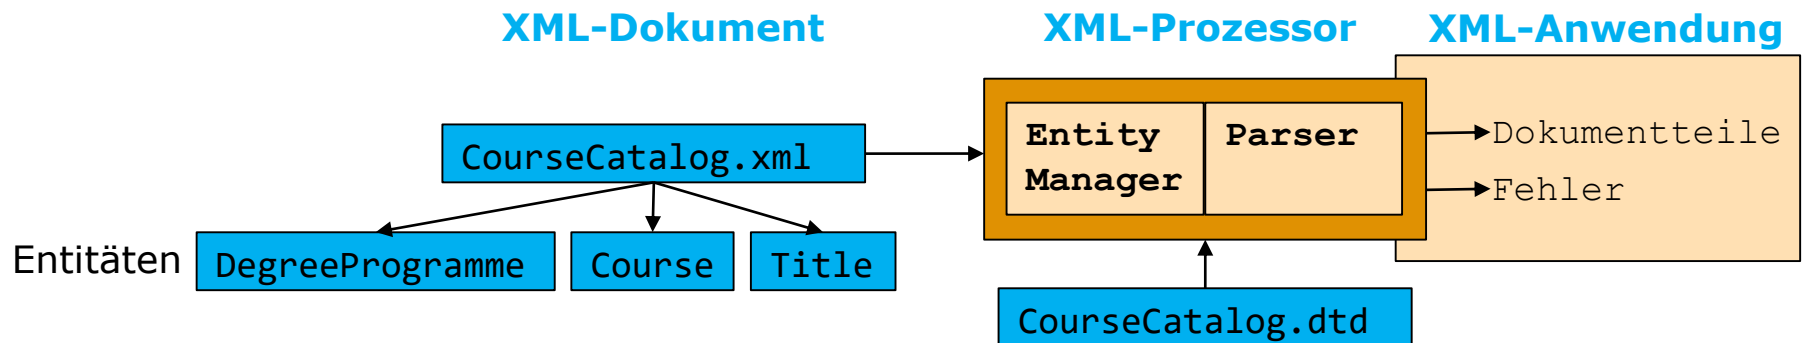 XML-Dokument XML-Prozessor XML-Anwendung
CourseCatalog.xml
Entity Manager
Parser
Dokumentteile
Fehler
Entitäten DegreeProgramme Course Title
CourseCatalog.dtd